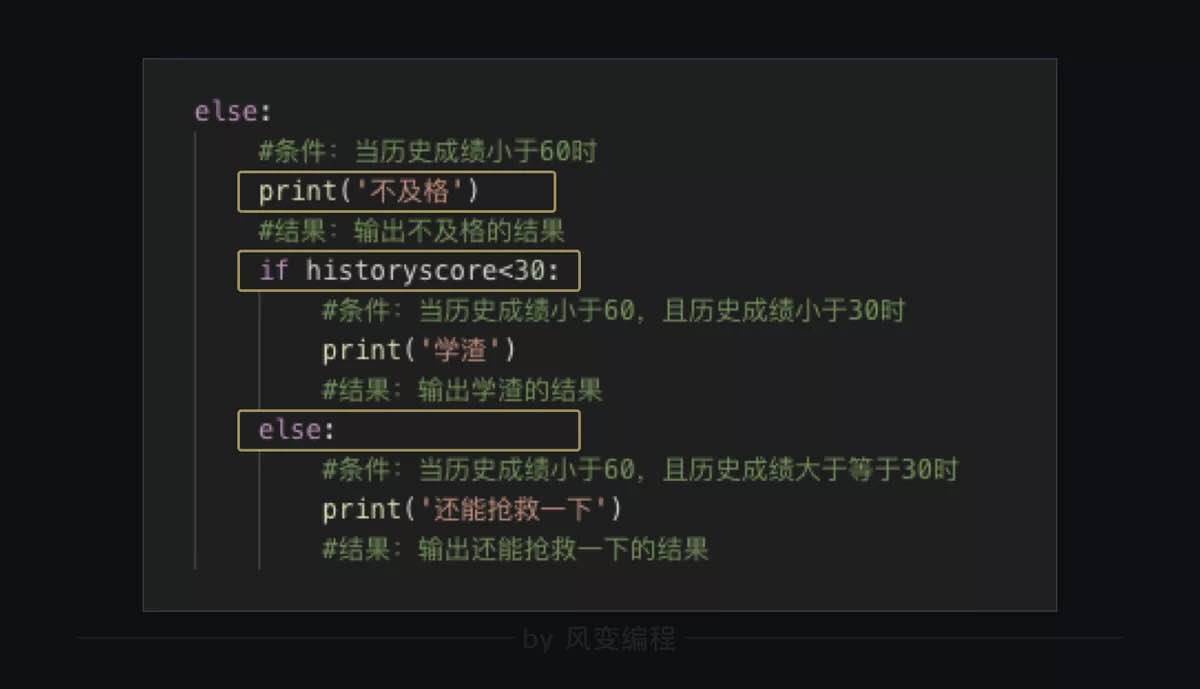 else:
#条件：当历史成绩小于60时
print('不及格')
#结果：输出不及格的结果
if historyscore<30:
#条件：当历史成绩小于60，且历史成绩小于30时
print('学渣')
#结果：输出学渣的结果
else:
#条件：当历史成绩小于60，且历史成绩大于等于30时
print('还能抢救一下')
#结果：输出还能抢救一下的结果
by 风变编程